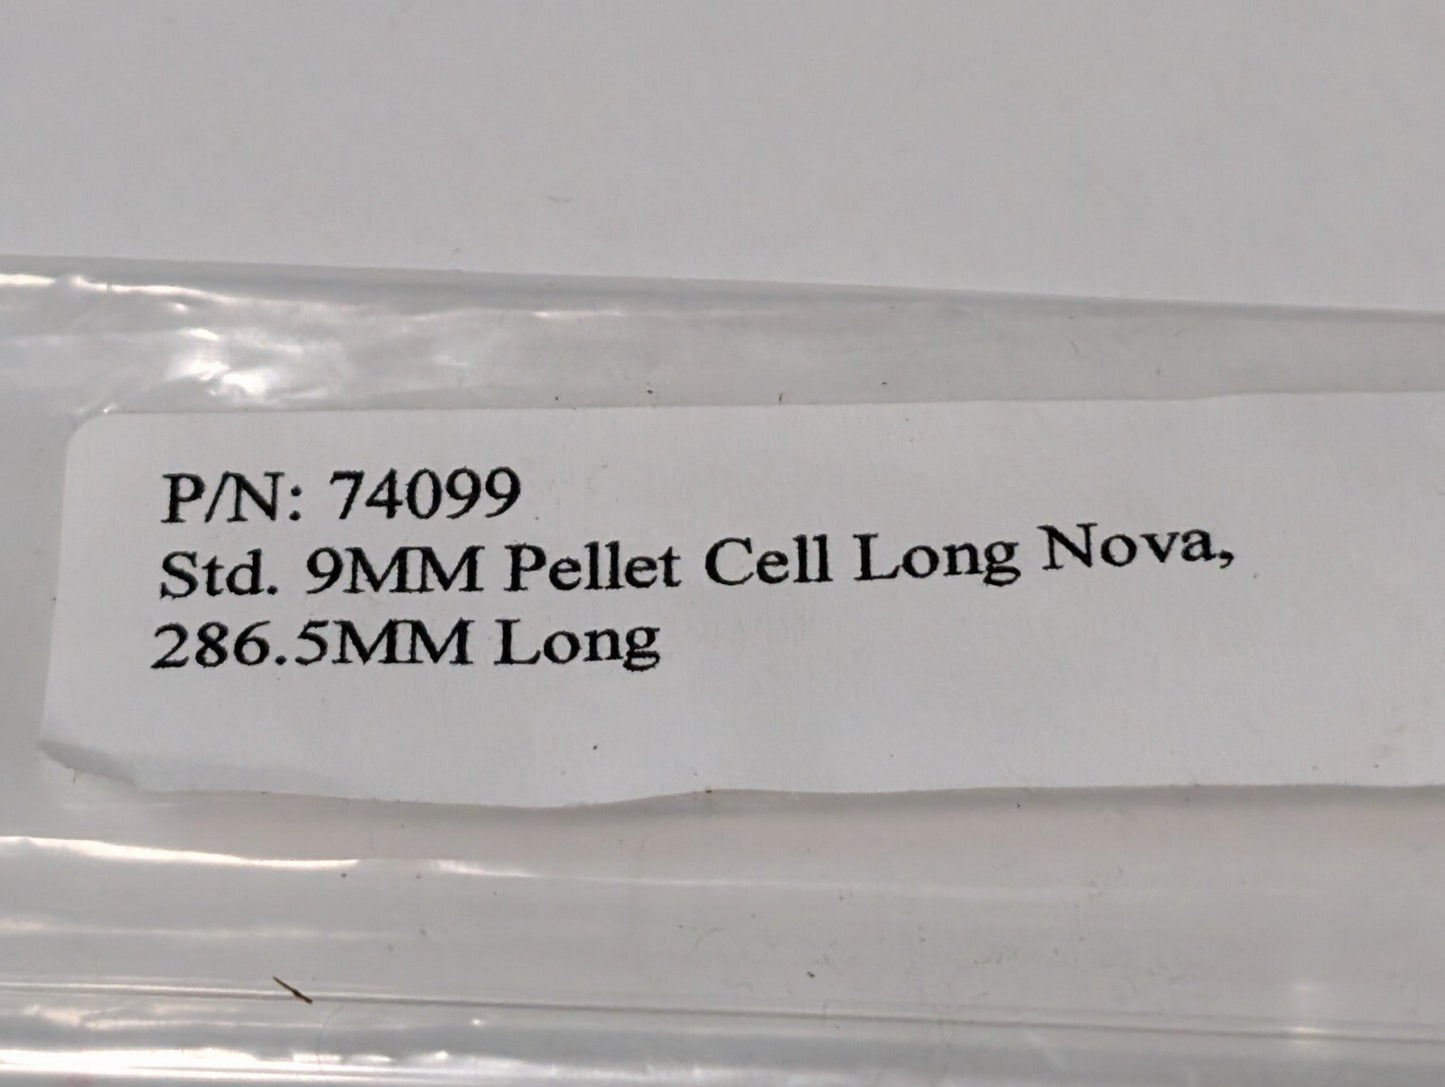 P/N: 74099
Std. 9MM Pellet Cell Long Nova,
286.5MM Long